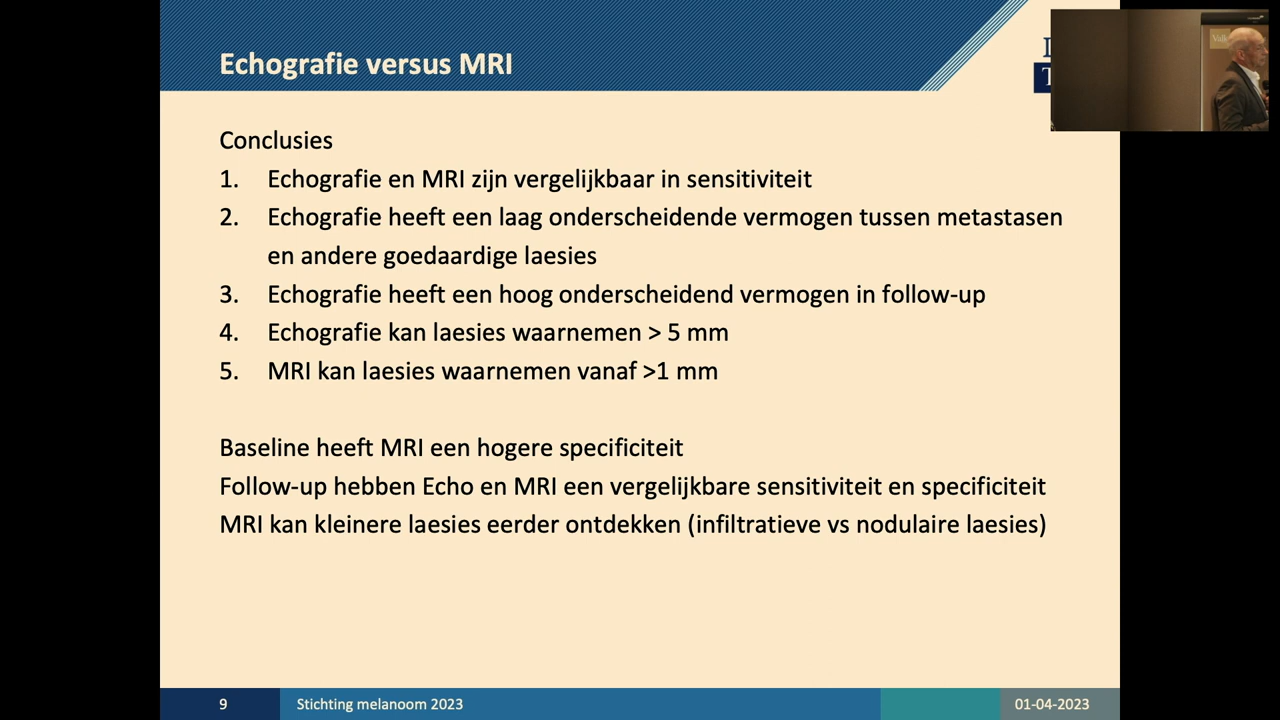 Echografie versus MRI
Conclusies
1. Echografie en MRI zijn vergelijkbaar in sensitiviteit
2. Echografie heeft een laag onderscheidende vermogen tussen metastasen
en andere goedaardige laesies
3. Echografie heeft een hoog onderscheidend vermogen in follow-up
4. Echografie kan laesies waarnemen > 5 mm
5. MRI kan laesies waarnemen vanaf >1 mm
Baseline heeft MRI een hogere specificiteit
Follow-up hebben Echo en MRI een vergelijkbare sensitiviteit en specificiteit
MRI kan kleinere laesies eerder ontdekken (infiltratieve vs nodulaire laesies)
9 Stichting melanoom 2023 01-04-2023